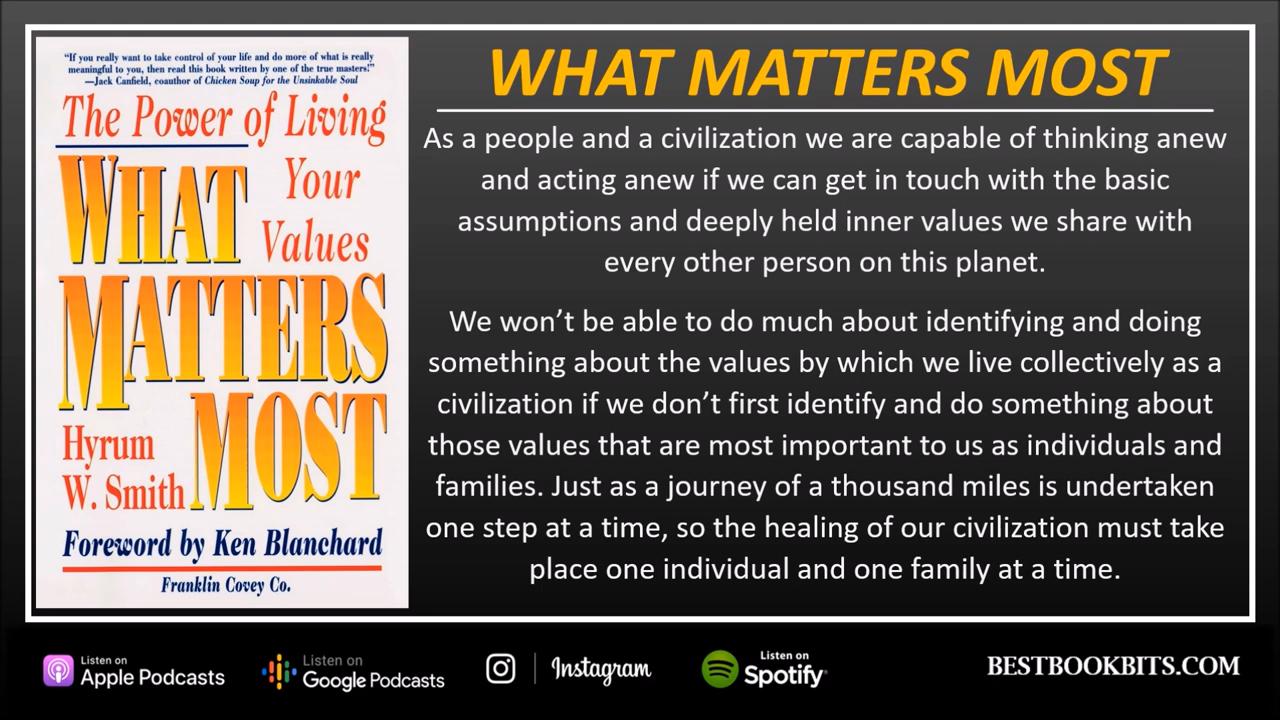 “If you really want to take control of your life and do more of what is really
meaningful to you, then read this book written by one of the true masters!”
—Jack Canfield, coauthor of Chicken Soup for the Unsinkable Soul
The Power of Living
Your
Values
WHAT
MATTERS
MOST
Hyrum
W. Smith
Foreword by Ken Blanchard
Franklin Covey Co.
WHAT MATTERS MOST
As a people and a civilization we are capable of thinking anew
and acting anew if we can get in touch with the basic
assumptions and deeply held inner values we share with
every other person on this planet.
We won’t be able to do much about identifying and doing
something about the values by which we live collectively as a
civilization if we don’t first identify and do something about
those values that are most important to us as individuals and
families. Just as a journey of a thousand miles is undertaken
one step at a time, so the healing of our civilization must take
place one individual and one family at a time.
Listen on
Apple Podcasts
Listen on
Google Podcasts
Instagram
Listen on
Spotify
BESTBOOKBITS.COM